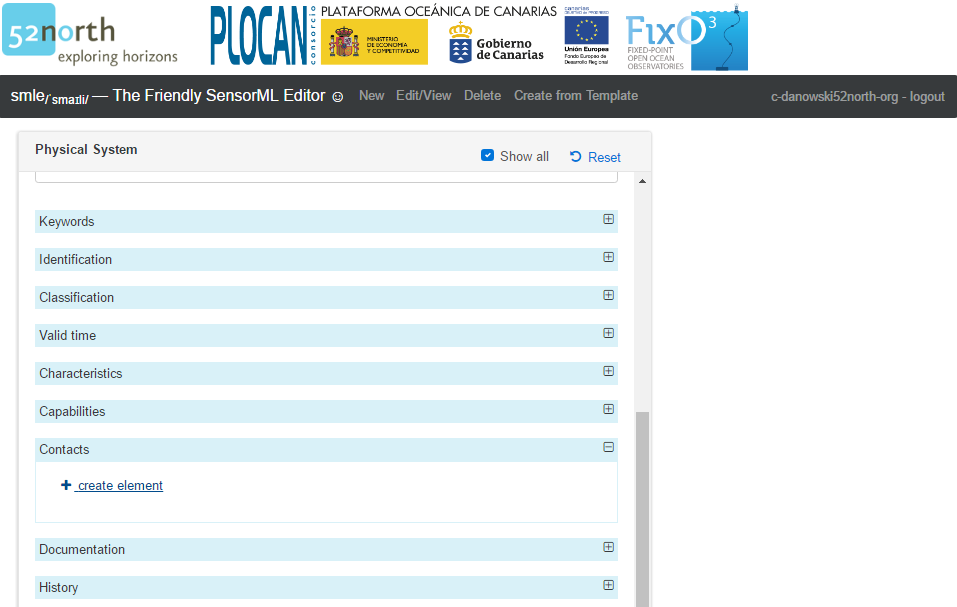 52north
exploring horizons
PLOCAN
consorcio
PLATAFORMA OCEÁNICA DE CANARIAS
MINISTERIO
DE ECONOMÍA
Y COMPETITIVIDAD
Gobierno
de Canarias
canarias
Unión Europea
Fondo Europeo de
Desarrollo Regional
FixO3
FIXED-POINT
OPEN OCEAN
OBSERVATORIES
smle/ˈsmaɪli/ — The Friendly SensorML Editor ☺ New Edit/View Delete Create from Template c-danowski52north-org - logout
Physical System
Show all Reset
Keywords
Identification
Classification
Valid time
Characteristics
Capabilities
Contacts
create element
Documentation
History